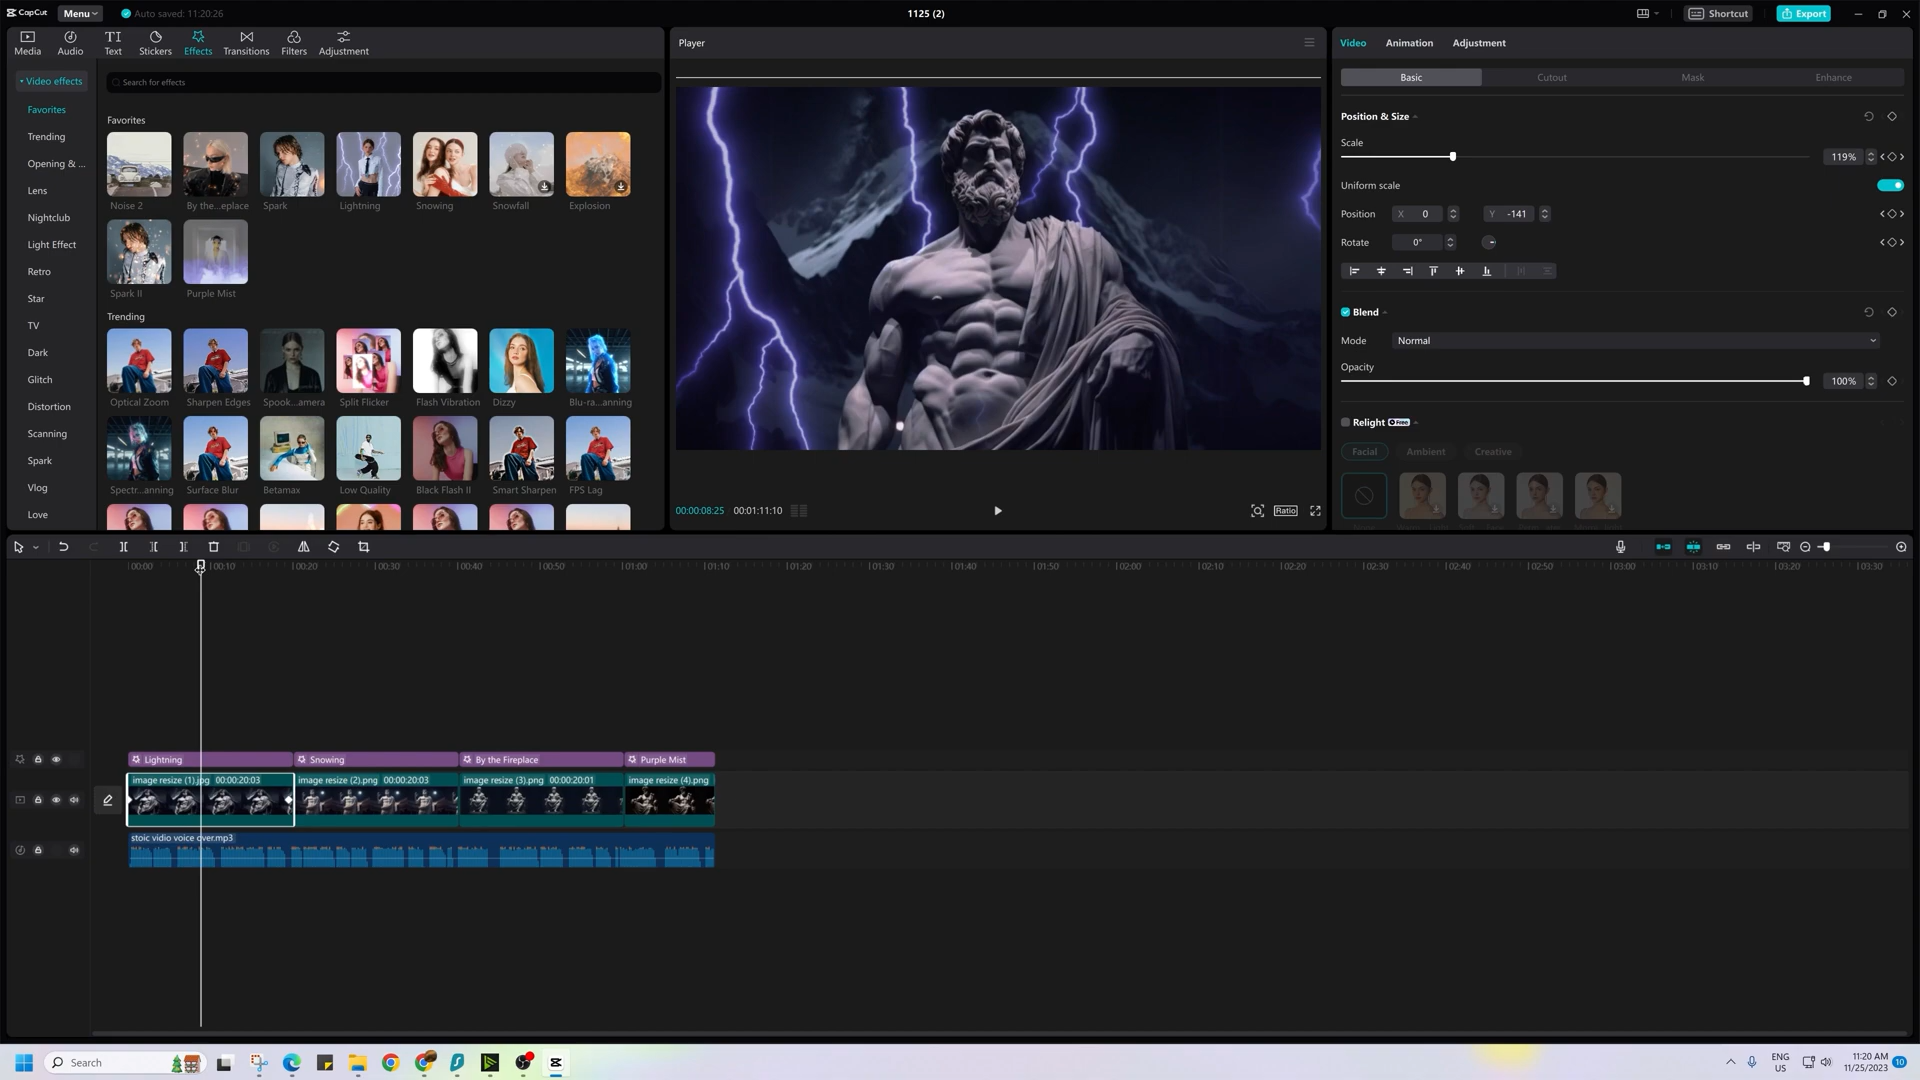 CapCut
Menu
Auto saved: 11:20:26
1125 (2)
Shortcut
Export
Media
Audio
Text
Stickers
Effects
Transitions
Filters
Adjustment
Video effects
Favorites
Trending
Opening & ...
Lens
Nightclub
Light Effect
Retro
Star
TV
Dark
Glitch
Distortion
Scanning
Spark
Vlog
Love
Search for effects
Favorites
Noise 2
By the...eplace
Spark
Lightning
Snowing
Snowfall
Explosion
Spark II
Purple Mist
Trending
Optical Zoom
Sharpen Edges
Spook...amera
Split Flicker
Flash Vibration
Dizzy
Blu-ra...anning
Spectr...anning
Surface Blur
Betamax
Low Quality
Black Flash II
Smart Sharpen
FPS Lag
Player
00:00:08:25
00:01:11:10
Ratio
Video
Animation
Adjustment
Basic
Cutout
Mask
Enhance
Position & Size
Scale
119%
Uniform scale
Position
X 0
Y -141
Rotate
0°
Blend
Mode
Normal
Opacity
100%
Relight
Free
Facial
Ambient
Creative
00:00
00:10
00:20
00:30
00:40
00:50
01:00
01:10
01:20
01:30
01:40
01:50
02:00
02:10
02:20
02:30
02:40
02:50
03:00
03:10
03:20
03:30
Lightning
Snowing
By the Fireplace
Purple Mist
image resize (1).jpg 00:00:20:03
image resize (2).png 00:00:20:03
image resize (3).png 00:00:20:01
image resize (4).png
stoic vidio voice over.mp3
Search
ENG
US
11:20 AM
11/25/2023
10